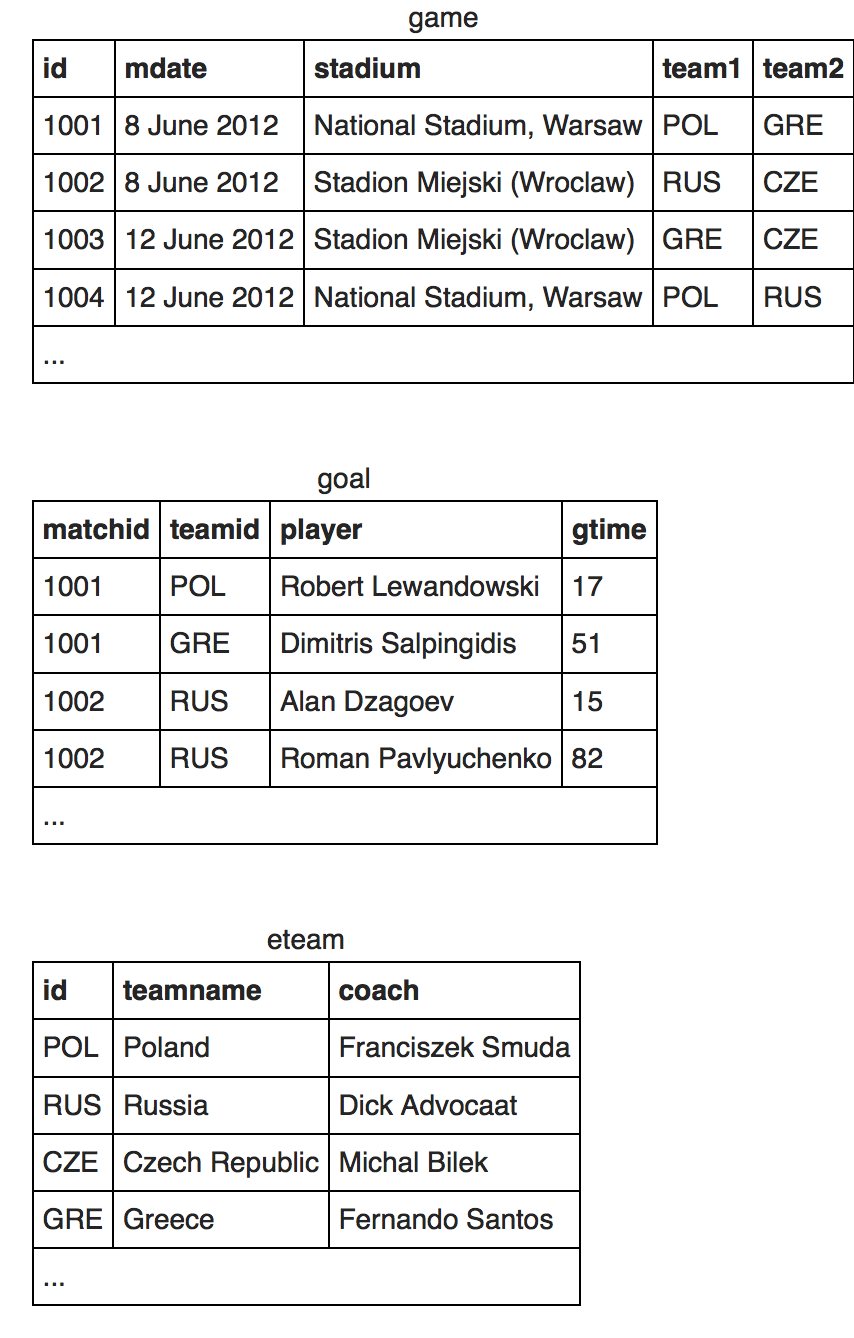 game
id mdate stadium team1 team2
1001 8 June 2012 National Stadium, Warsaw POL GRE
1002 8 June 2012 Stadion Miejski (Wroclaw) RUS CZE
1003 12 June 2012 Stadion Miejski (Wroclaw) GRE CZE
1004 12 June 2012 National Stadium, Warsaw POL RUS
...
goal
matchid teamid player gtime
1001 POL Robert Lewandowski 17
1001 GRE Dimitris Salpingidis 51
1002 RUS Alan Dzagoev 15
1002 RUS Roman Pavlyuchenko 82
...
eteam
id teamname coach
POL Poland Franciszek Smuda
RUS Russia Dick Advocaat
CZE Czech Republic Michal Bilek
GRE Greece Fernando Santos
...